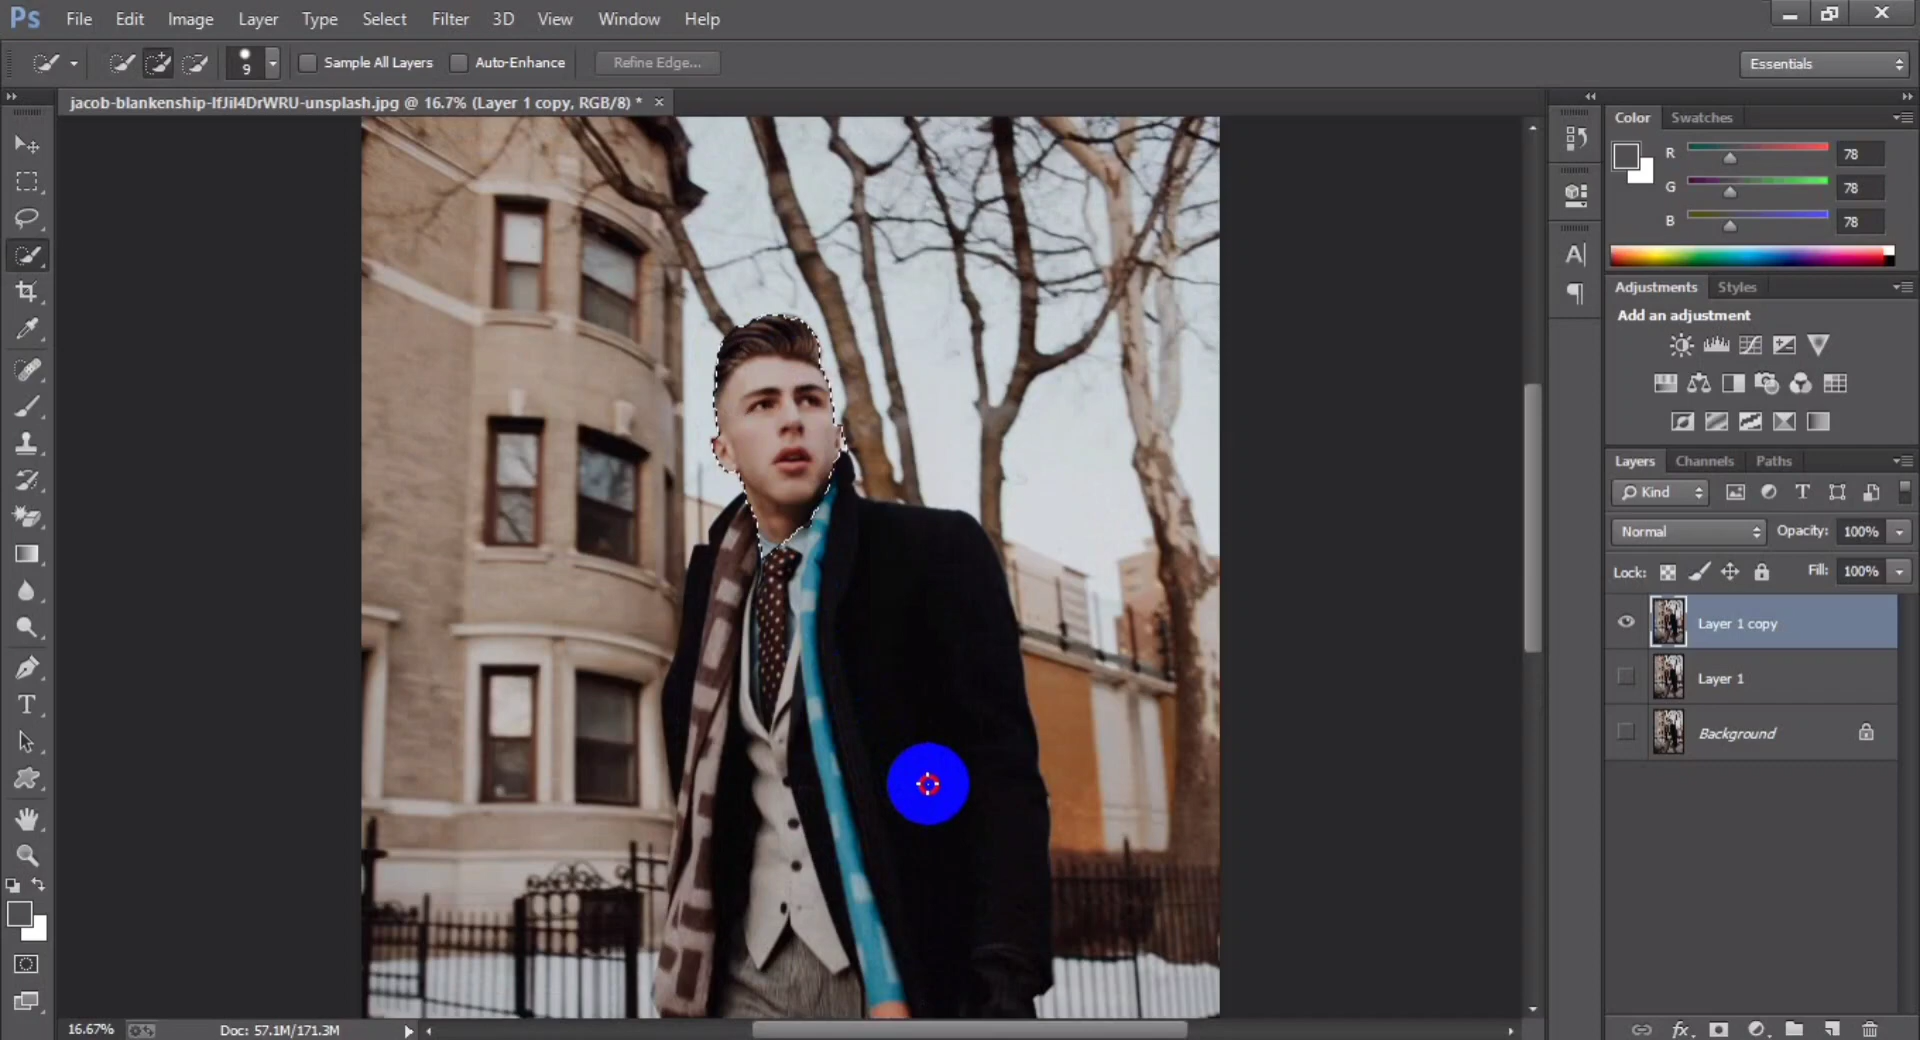 Ps File Edit Image Layer Type Select Filter 3D View Window Help
9 Sample All Layers Auto-Enhance Refine Edge... Essentials
jacob-blankenship-lfJil4DrWRU-unsplash.jpg @ 16.7% (Layer 1 copy, RGB/8) *
Color Swatches
R 78
G 78
B 78
Adjustments Styles
Add an adjustment
Layers Channels Paths
Kind
Normal Opacity: 100%
Lock: Fill: 100%
Layer 1 copy
Layer 1
Background
16.67% Doc: 57.1M/171.3M